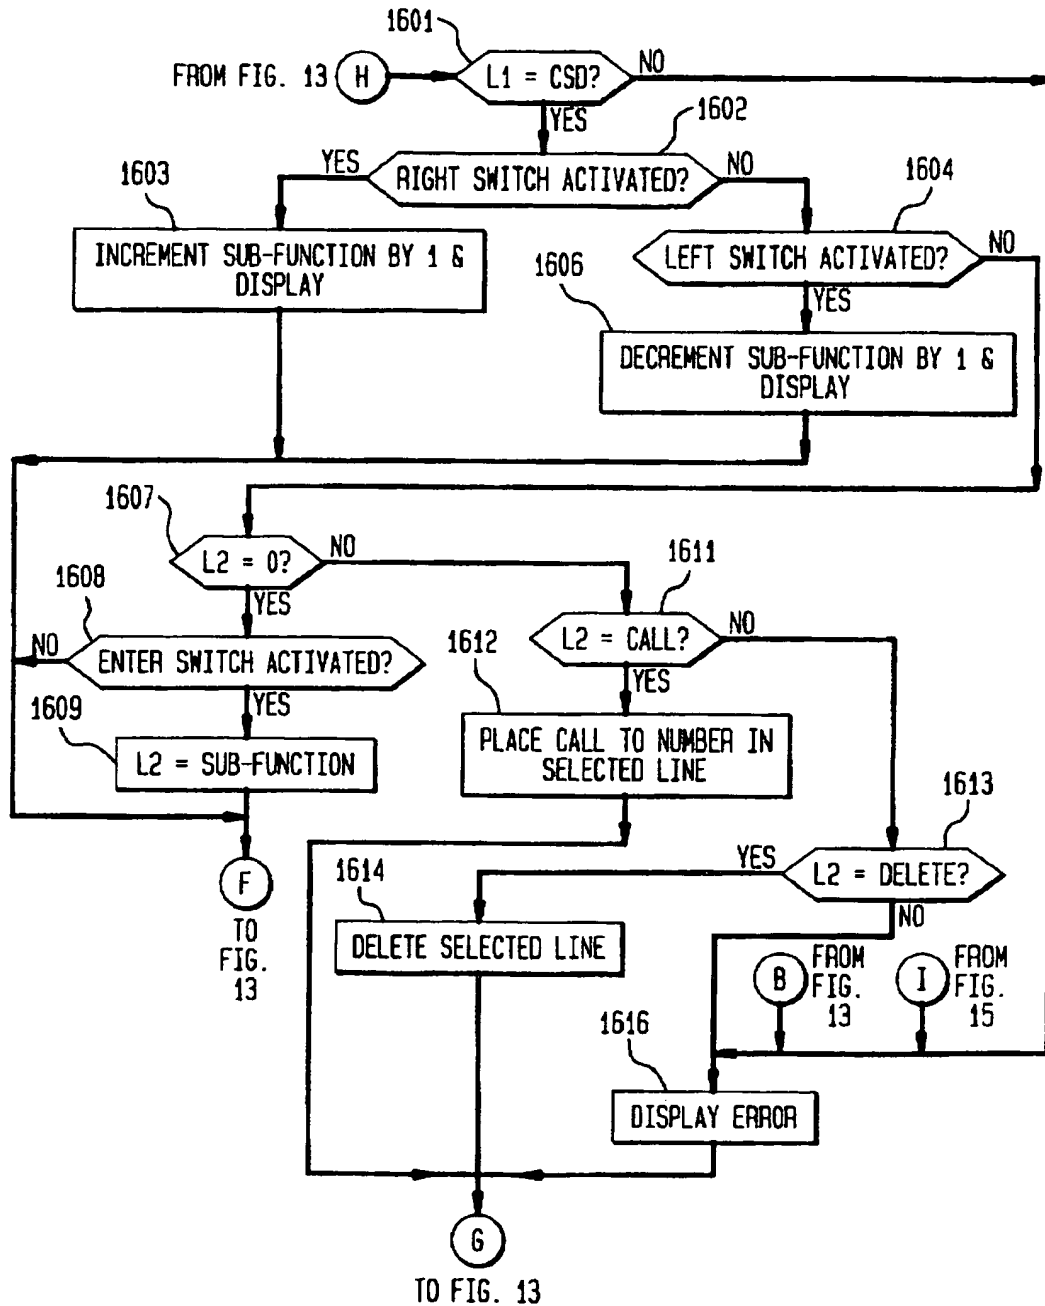 1601
FROM FIG. 13
H
L1 = CSD?
NO
YES
1602
1603
YES
RIGHT SWITCH ACTIVATED?
NO
1604
INCREMENT SUB-FUNCTION BY 1 &
DISPLAY
LEFT SWITCH ACTIVATED?
NO
1606
YES
DECREMENT SUB-FUNCTION BY 1 &
DISPLAY
1607
L2 = 0?
NO
YES
1608
NO
ENTER SWITCH ACTIVATED?
YES
1609
L2 = SUB-FUNCTION
F
TO
FIG.
13
1611
L2 = CALL?
NO
YES
1612
PLACE CALL TO NUMBER IN
SELECTED LINE
1613
L2 = DELETE?
YES
NO
1614
DELETE SELECTED LINE
B
FROM
FIG.
13
I
FROM
FIG.
15
1616
DISPLAY ERROR
G
TO FIG. 13